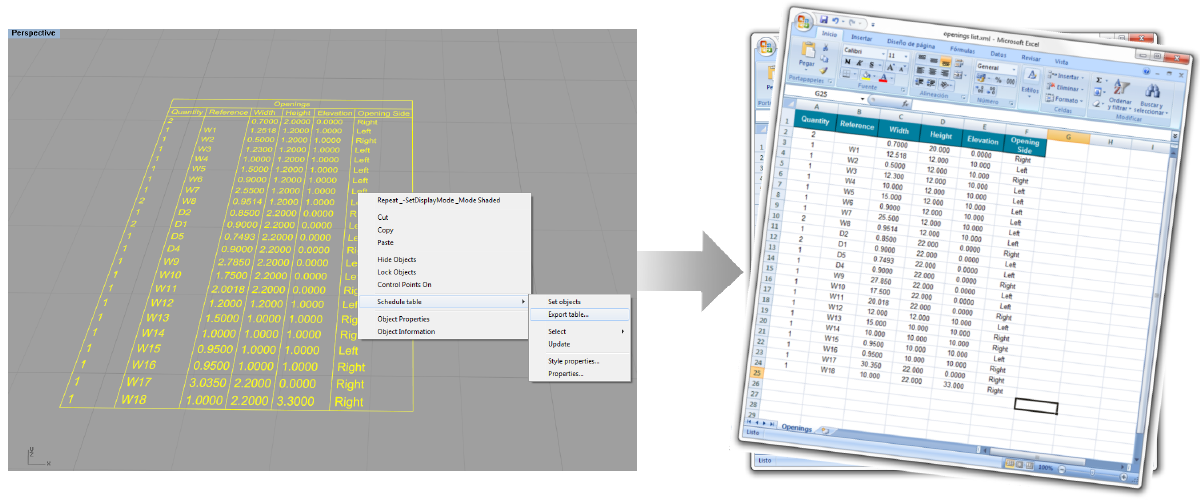 Perspective
Openings
Quantity Reference Width Height Elevation Opening Side
2 0.7000 2.0000 0.0000 Right
1 W1 1.2518 1.2000 1.0000 Left
1 W2 0.5000 1.2000 1.0000 Right
1 W3 1.2300 1.2000 1.0000 Left
1 W4 1.0000 1.2000 1.0000 Left
1 W5 1.5000 1.2000 1.0000 Left
1 W6 0.9000 1.2000 1.0000 Left
1 W7 2.5500 1.2000 1.0000
1 W8 0.9514 1.2000 1.0000
1 D2 0.8500 2.2000 0.0000
2 D1 0.9000 2.2000 0.0000
1 D5 0.7493 2.2000 0.0000
1 D4 0.9000 2.2000 0.0000
1 W9 2.7850 2.2000 0.0000
1 W10 1.7500 2.2000 0.0000
1 W11 2.0018 2.2000 0.0000
1 W12 1.2000 1.2000 1.0000
1 W13 1.5000 1.0000 1.0000
1 W14 1.0000 1.0000 1.0000 Right
1 W15 0.9500 1.0000 1.0000 Left
1 W16 0.9500 1.0000 1.0000 Right
1 W17 3.0350 2.2000 0.0000 Right
1 W18 1.0000 2.2000 3.3000 Right
x
Repeat _-SetDisplayMode _Mode Shaded
Cut
Copy
Paste
Hide Objects
Lock Objects
Control Points On
Schedule table
Object Properties
Object Information
Set objects
Export table...
Select
Update
Style properties...
Properties...
openings list.xml - Microsoft Excel
Inicio Insertar Diseño de página Fórmulas Datos Revisar Vista
Pegar
Portapapeles
Calibri 11
N K S
Fuente
Alineación
General
Número
Estilos
Insertar
Eliminar
Formato
Celdas
Ordenar y filtrar
Buscar y seleccionar
Modificar
G25 fx
A B C D E F G H I
1 Quantity Reference Width Height Elevation Opening Side
2 2 0.7000 20.000 0.0000 Right
3 1 W1 12.518 12.000 10.000 Left
4 1 W2 0.5000 12.000 10.000 Right
5 1 W3 12.300 12.000 10.000 Left
6 1 W4 10.000 12.000 10.000 Left
7 1 W5 15.000 12.000 10.000 Left
8 1 W6 0.9000 12.000 10.000 Left
9 1 W7 25.500 12.000 10.000 Left
10 1 W8 0.9514 12.000 10.000 Left
11 1 D2 0.8500 22.000 0.0000 Right
12 2 D1 0.9000 22.000 0.0000 Left
13 1 D5 0.7493 22.000 0.0000 Left
14 1 D4 0.9000 22.000 0.0000 Right
15 1 W9 27.850 22.000 0.0000 Left
16 1 W10 17.500 22.000 0.0000 Right
17 1 W11 20.018 22.000 0.0000 Right
18 1 W12 12.000 12.000 10.000 Left
19 1 W13 15.000 10.000 10.000 Right
20 1 W14 10.000 10.000 10.000 Right
21 1 W15 0.9500 10.000 10.000 Left
22 1 W16 0.9500 10.000 10.000 Right
23 1 W17 30.350 22.000 0.0000 Right
24 1 W18 10.000 22.000 33.000 Right
25
26
27
28
29
Openings
Listo 100%
Listo